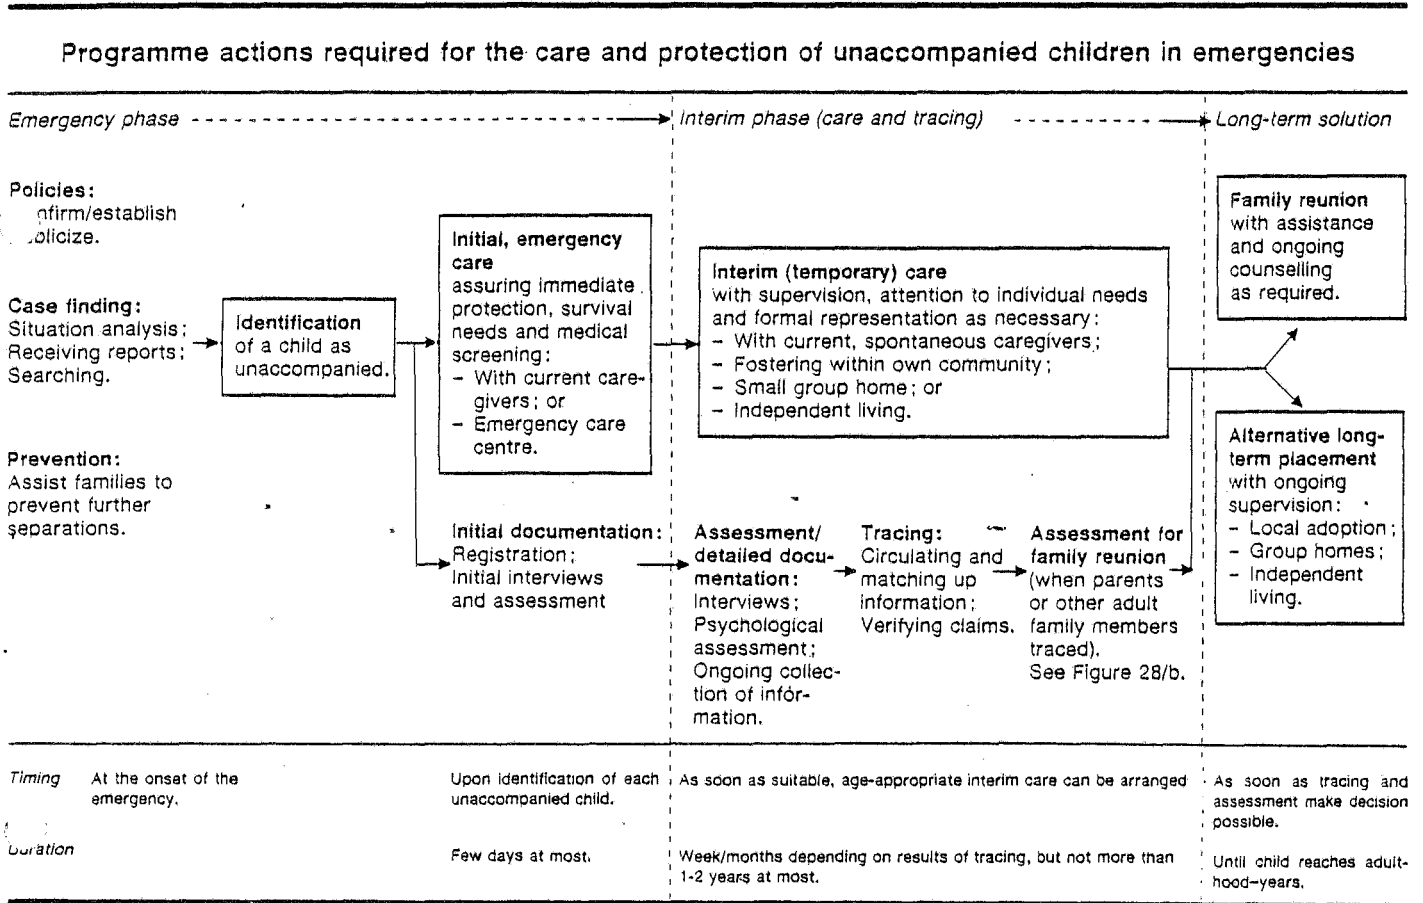 Programme actions required for the care and protection of unaccompanied children in emergencies
Emergency phase
Interim phase (care and tracing)
Long-term solution
Policies:
nfirm/establish
olicize.
Case finding:
Situation analysis;
Receiving reports;
Searching.
Prevention:
Assist families to
prevent further
separations.
Identification
of a child as
unaccompanied.
Initial, emergency
care
assuring immediate
protection, survival
needs and medical
screening:
– With current care-
givers; or
– Emergency care
centre.
Initial documentation:
Registration;
Initial interviews
and assessment
Interim (temporary) care
with supervision, attention to individual needs
and formal representation as necessary:
– With current, spontaneous caregivers;
– Fostering within own community;
– Small group home; or
– Independent living.
Assessment/
detailed docu-
mentation:
Interviews;
Psychological
assessment;
Ongoing collec-
tion of infor-
mation.
Tracing:
Circulating and
matching up
information;
Verifying claims.
Assessment for
family reunion
(when parents
or other adult
family members
traced).
See Figure 28/b.
Family reunion
with assistance
and ongoing
counselling
as required.
Alternative long-
term placement
with ongoing
supervision:
– Local adoption;
– Group homes;
– Independent
living.
Timing
At the onset of the
emergency.
Upon identification of each
unaccompanied child.
As soon as suitable, age-appropriate interim care can be arranged
As soon as tracing and
assessment make decision
possible.
Duration
Few days at most.
Week/months depending on results of tracing, but not more than
1-2 years at most.
Until child reaches adult-
hood–years.